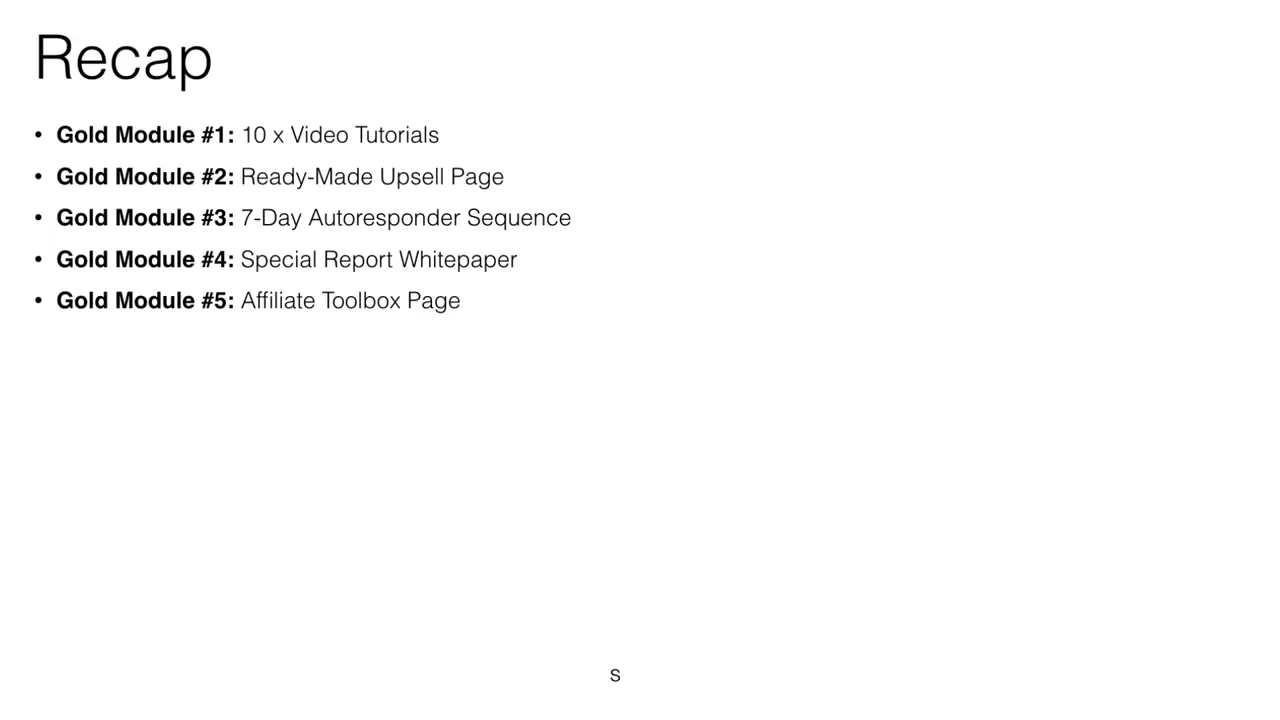 Recap
• Gold Module #1: 10 x Video Tutorials
• Gold Module #2: Ready-Made Upsell Page
• Gold Module #3: 7-Day Autoresponder Sequence
• Gold Module #4: Special Report Whitepaper
• Gold Module #5: Affiliate Toolbox Page
S